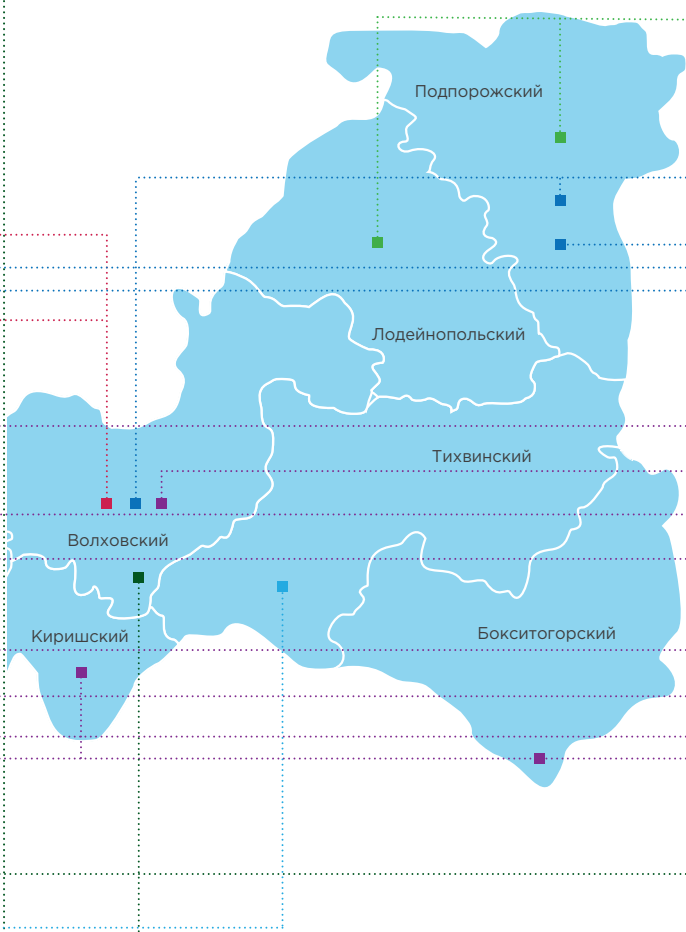 Подпорожский
Лодейнопольский
Тихвинский
Волховский
Киришский
Бокситогорский